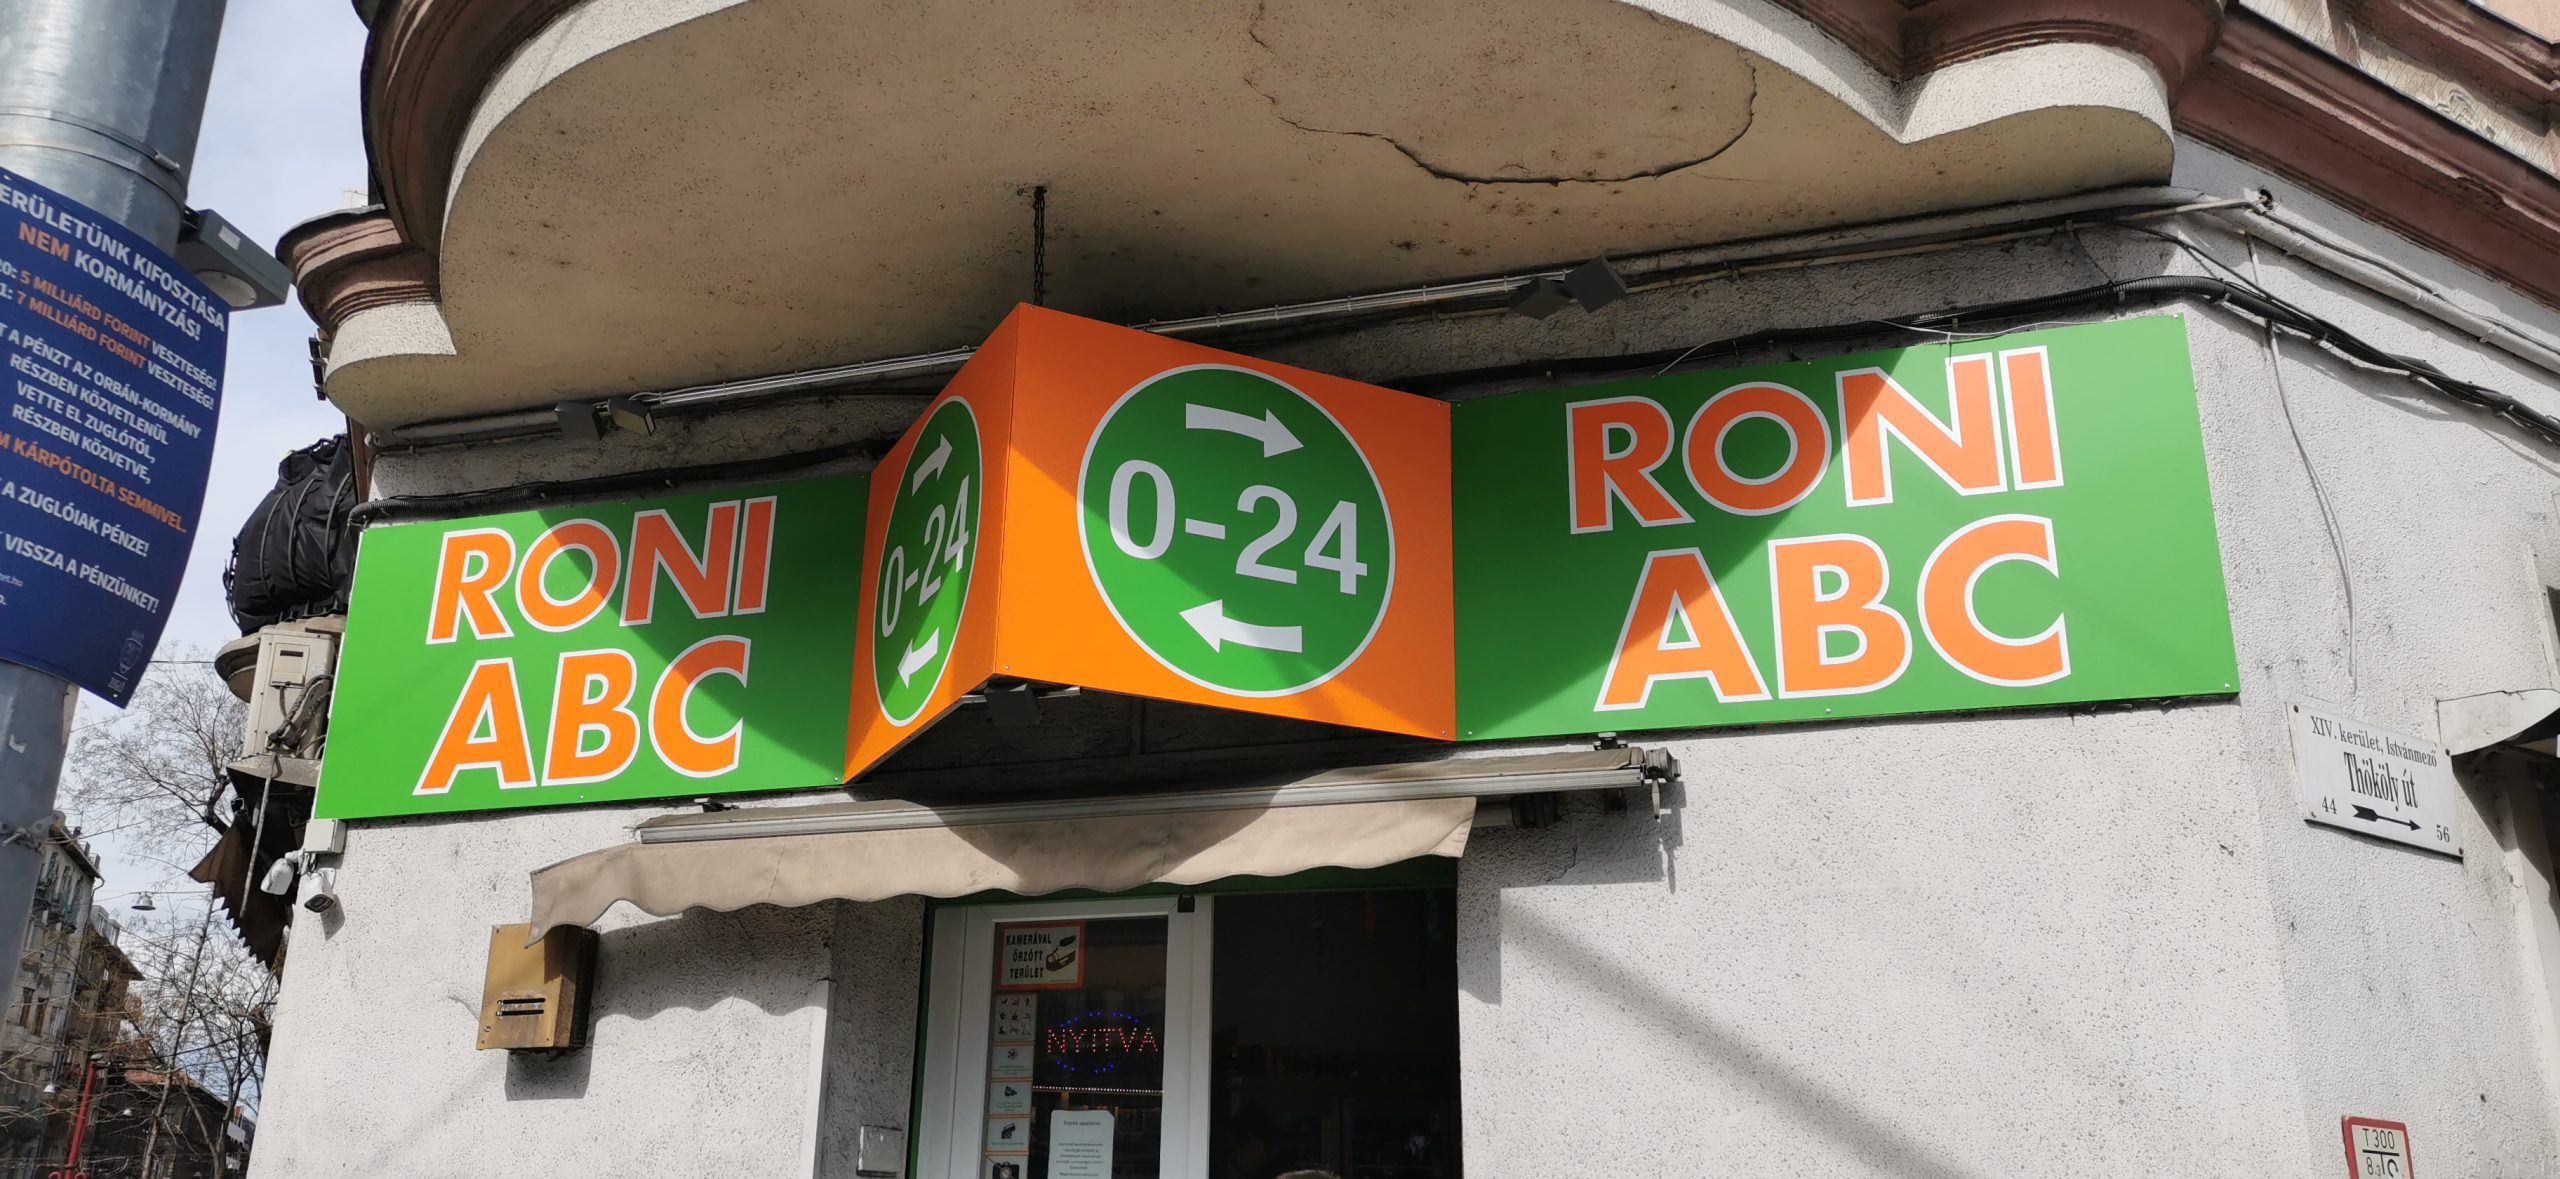 KIFOSZTÁSA
NEM KORMÁNYZÁS!
5 MILLIÁRD FORINT VESZTESÉG!
7 MILLIÁRD FORINT VESZTESÉG!
A PÉNZT AZ ORBÁN-KORMÁNY
RÉSZBEN KÖZVETLENÜL
VETTE EL ZUGLÓTÓL,
RÉSZBEN KÖZVETVE,
KÁRPÓTOLTA SEMMIVEL.
A ZUGLÓIAK PÉNZE!
VISSZA A PÉNZÜNKET!
RONI
ABC
0-24
0-24
RONI
ABC
XIV. kerület, Istvánmező
Thököly út
44
56
KAMERÁVAL
ŐRZÖTT
TERÜLET
NYITVA
T 300